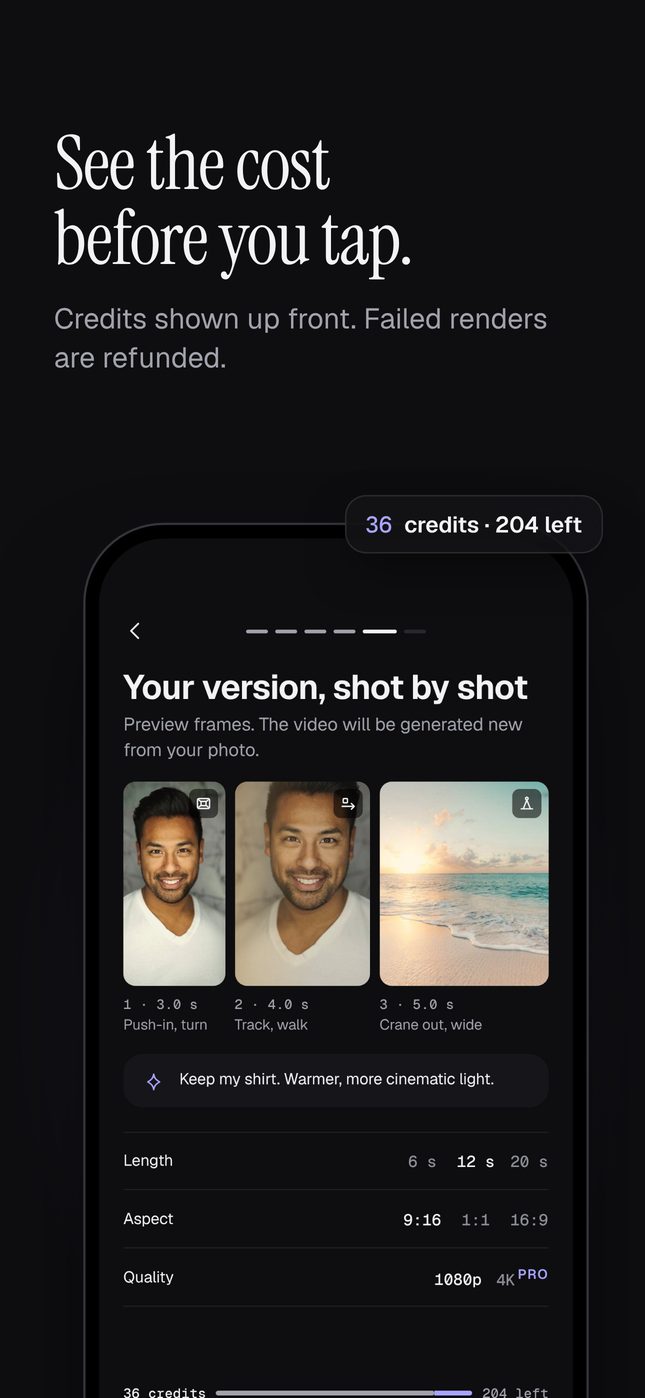 See the cost
before you tap.
Credits shown up front. Failed renders
are refunded.
36 credits · 204 left
Your version, shot by shot
Preview frames. The video will be generated new
from your photo.
1 · 3.0 s
Push-in, turn
2 · 4.0 s
Track, walk
3 · 5.0 s
Crane out, wide
Keep my shirt. Warmer, more cinematic light.
Length 6 s 12 s 20 s
Aspect 9:16 1:1 16:9
Quality 1080p 4K PRO
36 credits 204 left